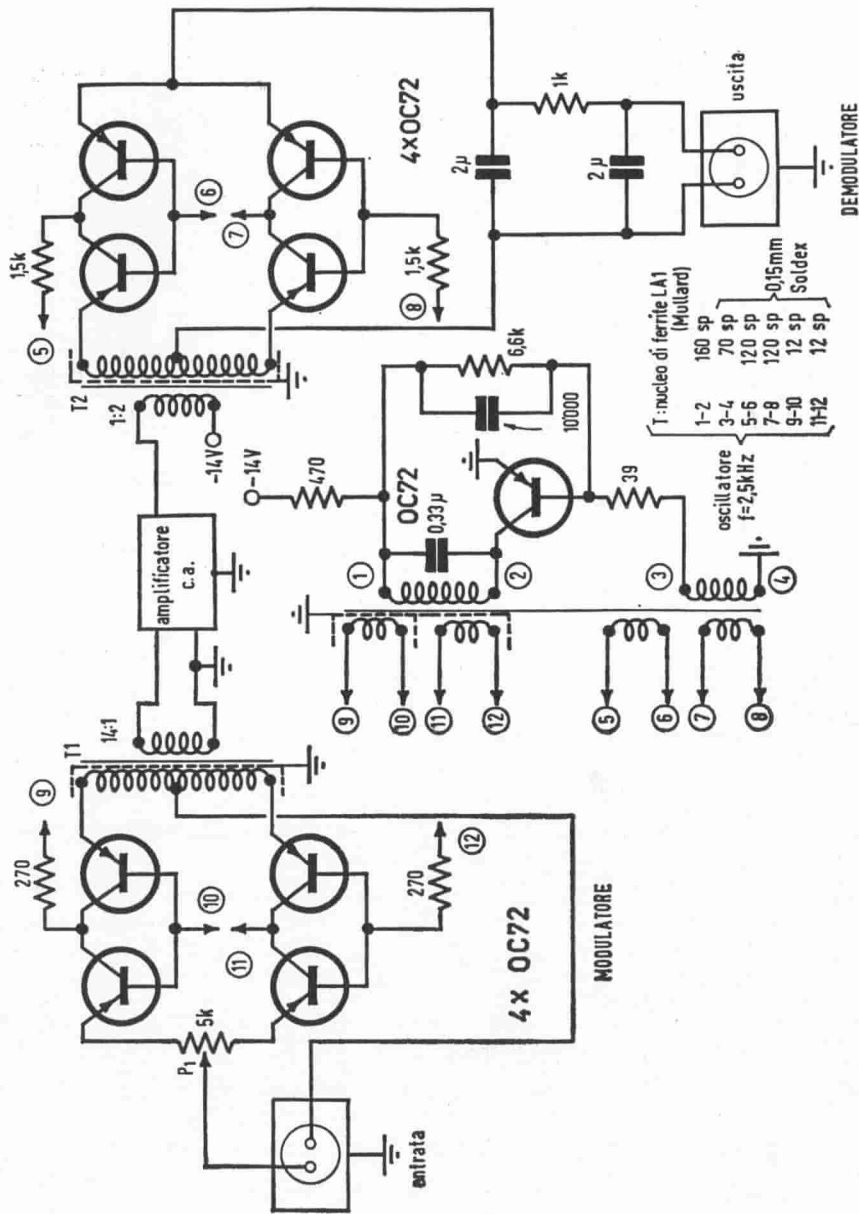 9
270
T1
14:1
amplificatore
c.a.
T2
1:2
-14V
5
1,5k
P1
5k
10
11
6
7
4x OC72
270
12
4×OC72
1,5k
8
entrata
MODULATORE
-14V
470
OC72
0,33μ
10'000
6,6k
1
2
3
4
39
9
10
11
12
5
6
7
8
2μ
1k
2μ
uscita
DEMODULATORE
oscillatore
f=2,5kHz
T: nucleo di ferrite LA1
(Mullard)
1-2 160 sp
3-4 70 sp
5-6 120 sp
7-8 120 sp
9-10 12 sp
11-12 12 sp
0,15mm
Soldex